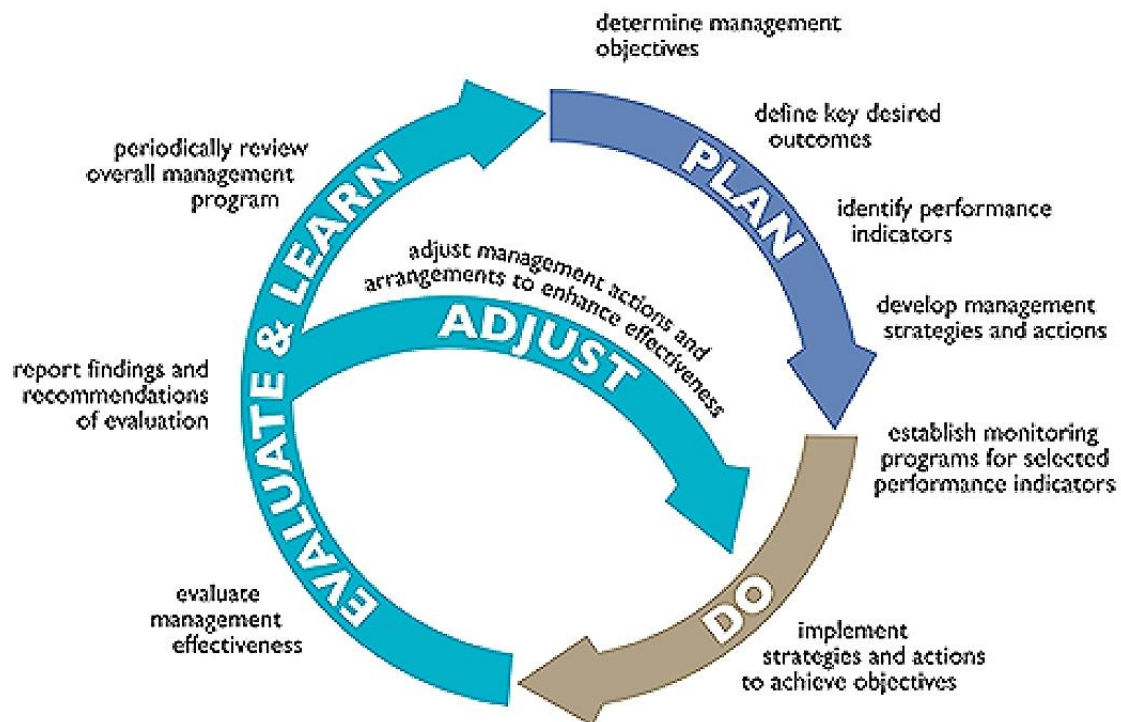 determine management
objectives
define key desired
outcomes
PLAN
identify performance
indicators
develop management
strategies and actions
establish monitoring
programs for selected
performance indicators
DO
implement
strategies and actions
to achieve objectives
evaluate
management
effectiveness
EVALUATE & LEARN
report findings and
recommendations
of evaluation
periodically review
overall management
program
adjust management actions and
arrangements to enhance effectiveness
ADJUST